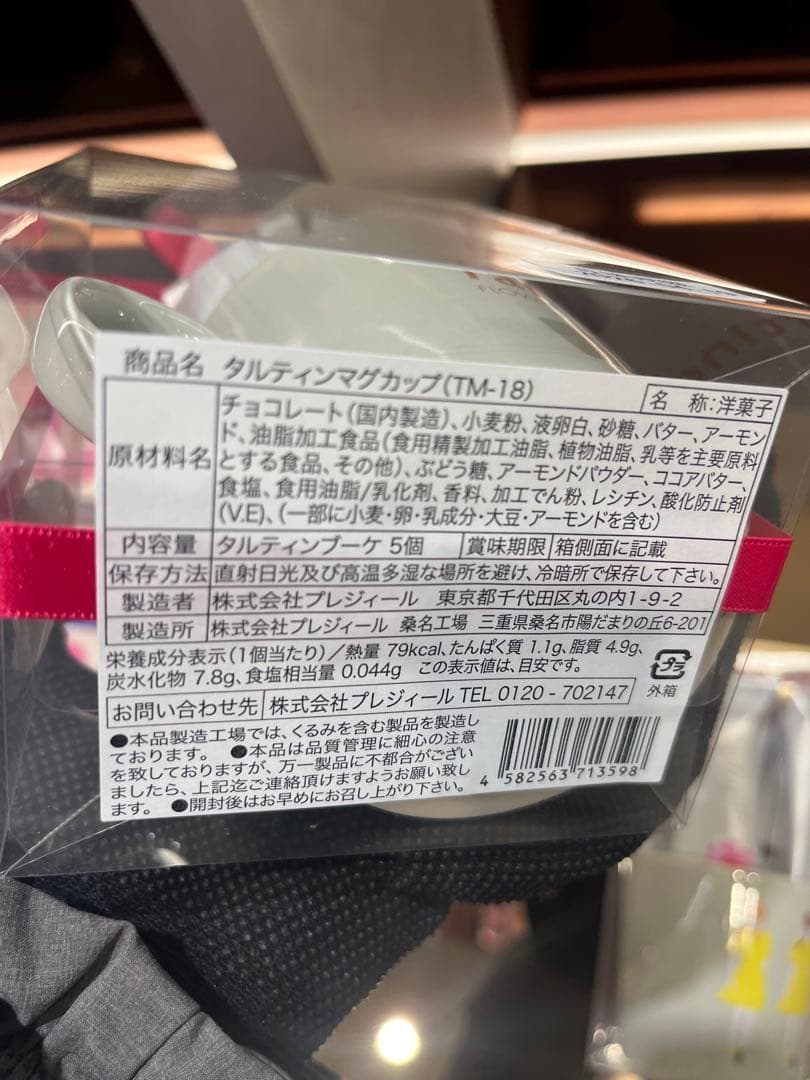 商品名 タルティンマグカップ(TM-18)
名 称:洋菓子
原材料名
チョコレート(国内製造)、小麦粉、液卵白、砂糖、バター、アーモン
ド、油脂加工食品(食用精製加工油脂、植物油脂、乳等を主要原料
とする食品、その他)、ぶどう糖、アーモンドパウダー、ココアバター、
食塩、食用油脂/乳化剤、香料、加工でん粉、レシチン、酸化防止剤
(V.E)、(一部に小麦・卵・乳成分・大豆・アーモンドを含む)
内容量 タルティンブーケ 5個 賞味期限 箱側面に記載
保存方法 直射日光及び高温多湿な場所を避け、冷暗所で保存して下さい。
製造者 株式会社プレジィール 東京都千代田区丸の内1-9-2
製造所 株式会社プレジィール 桑名工場 三重県桑名市陽だまりの丘6-201
栄養成分表示(1個当たり)/熱量 79kcal、たんぱく質 1.1g、脂質 4.9g、
炭水化物 7.8g、食塩相当量 0.044g この表示値は、目安です。
プラ
外箱
お問い合わせ先 株式会社プレジィール TEL 0120-702147
●本品製造工場では、くるみを含む製品を製造し
ております。 ●本品は品質管理に細心の注意
を致しておりますが、万一製品に不都合がござい
ましたら、上記迄ご連絡頂けますようお願い致し
ます。 ●開封後はお早めにお召し上がり下さい。
4 582563 713598